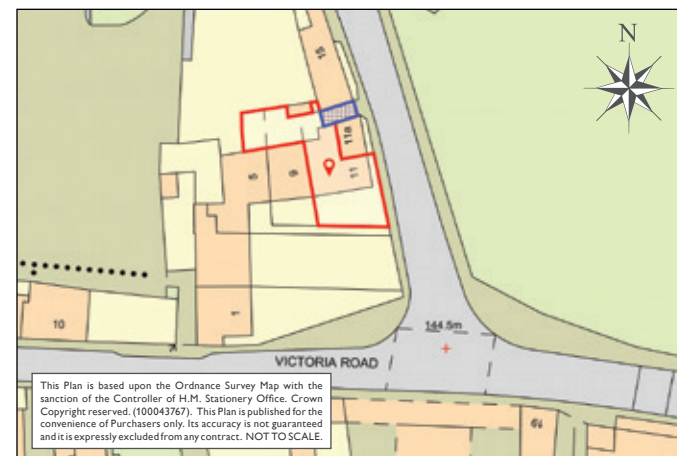 N
15
11a
11
9
5
1
10
144.5m
VICTORIA ROAD
19
This Plan is based upon the Ordnance Survey Map with the
sanction of the Controller of H.M. Stationery Office. Crown
Copyright reserved. (100043767). This Plan is published for the
convenience of Purchasers only. Its accuracy is not guaranteed
and it is expressly excluded from any contract. NOT TO SCALE.